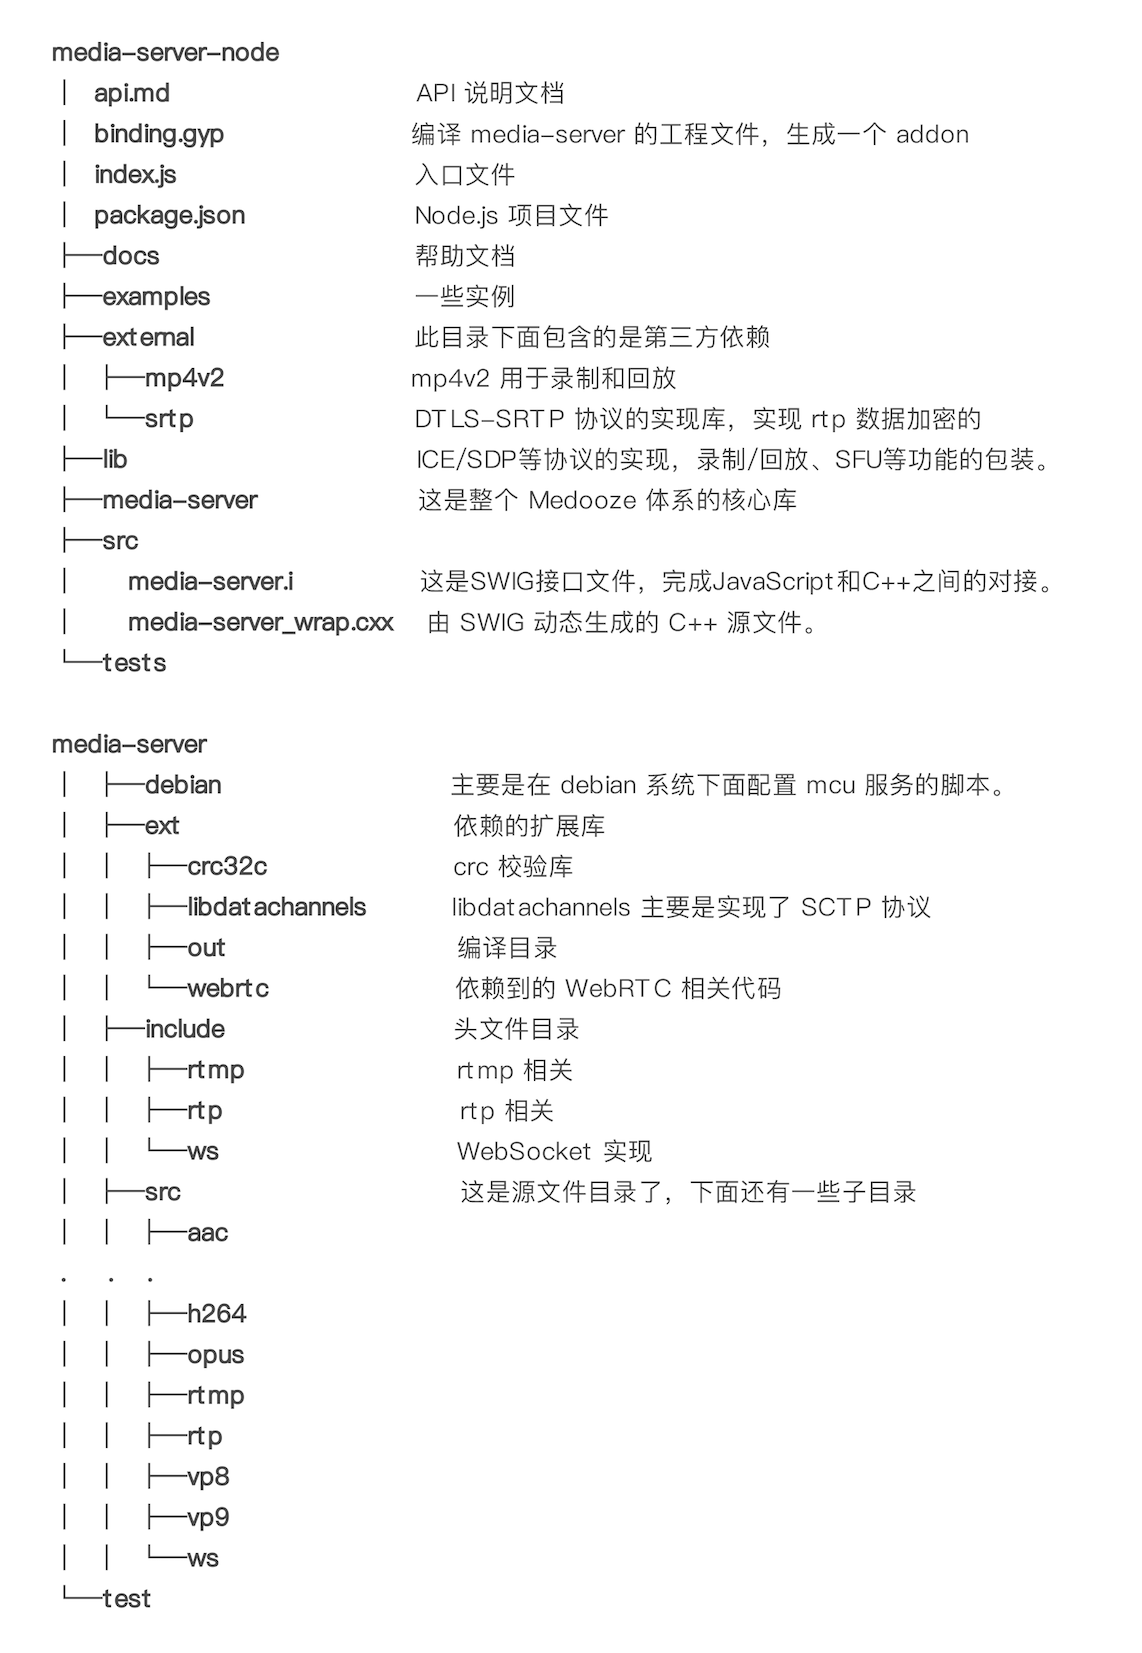 media-server-node
│ api.md API 说明文档
│ binding.gyp 编译 media-server 的工程文件，生成一个 addon
│ index.js 入口文件
│ package.json Node.js 项目文件
├──docs 帮助文档
├──examples 一些实例
├──external 此目录下面包含的是第三方依赖
│ ├──mp4v2 mp4v2 用于录制和回放
│ └──srtp DTLS-SRTP 协议的实现库，实现 rtp 数据加密的
├──lib ICE/SDP等协议的实现，录制/回放、SFU等功能的包装。
├──media-server 这是整个 Medooze 体系的核心库
├──src
│ media-server.i 这是SWIG接口文件，完成JavaScript和C++之间的对接。
│ media-server_wrap.cxx 由 SWIG 动态生成的 C++ 源文件。
└──tests
media-server
│ ├──debian 主要是在 debian 系统下面配置 mcu 服务的脚本。
│ ├──ext 依赖的扩展库
│ │ ├──crc32c crc 校验库
│ │ ├──libdatachannels libdatachannels 主要是实现了 SCTP 协议
│ │ ├──out 编译目录
│ │ └──webrtc 依赖到的 WebRTC 相关代码
│ ├──include 头文件目录
│ │ ├──rtmp rtmp 相关
│ │ ├──rtp rtp 相关
│ │ └──ws WebSocket 实现
│ ├──src 这是源文件目录了，下面还有一些子目录
│ │ ├──aac
. . .
│ │ ├──h264
│ │ ├──opus
│ │ ├──rtmp
│ │ ├──rtp
│ │ ├──vp8
│ │ ├──vp9
│ │ └──ws
└──test